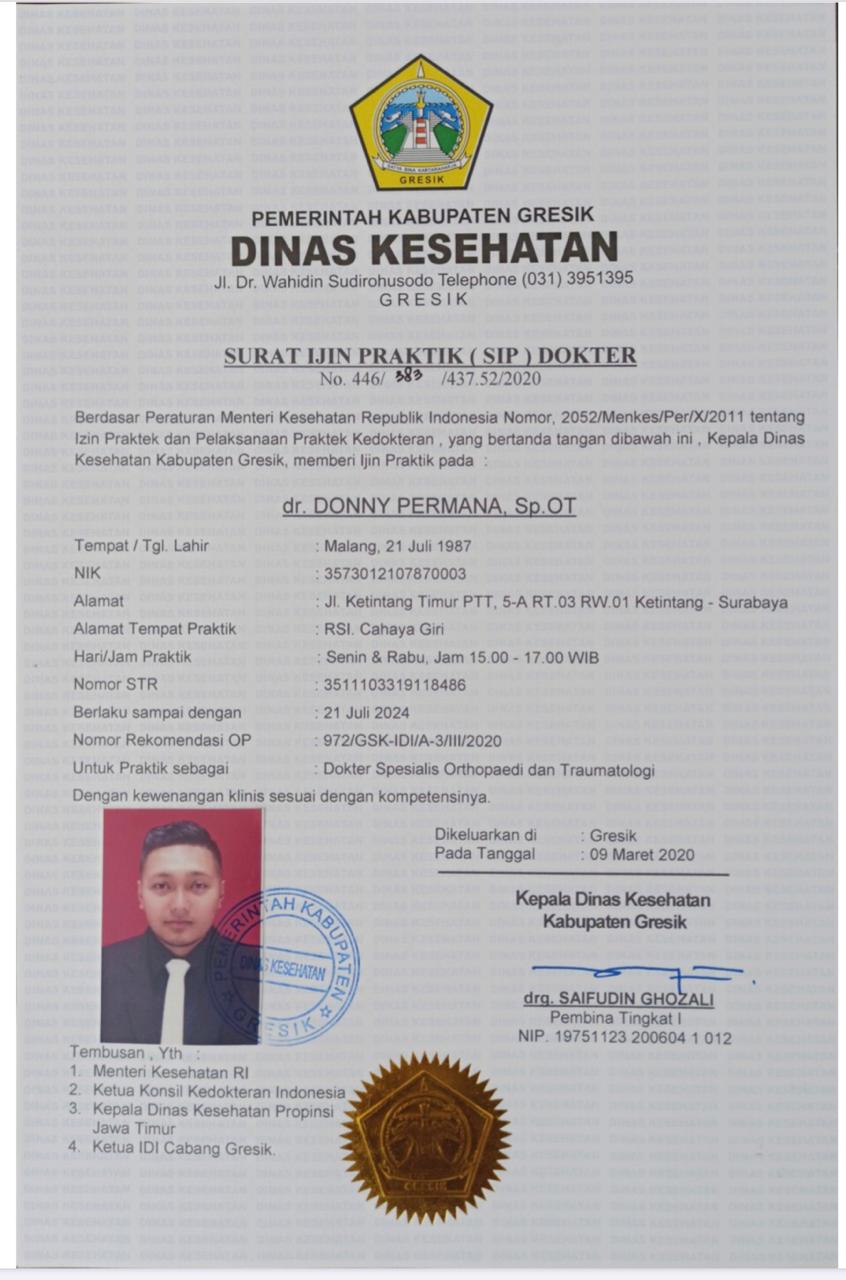 SATYA BINA KERTARAHARJA
GRESIK
PEMERINTAH KABUPATEN GRESIK
DINAS KESEHATAN
Jl. Dr. Wahidin Sudirohusodo Telephone (031) 3951395
GRESIK
SURAT IJIN PRAKTIK ( SIP ) DOKTER
No. 446/ 383 /437.52/2020
Berdasar Peraturan Menteri Kesehatan Republik Indonesia Nomor, 2052/Menkes/Per/X/2011 tentang
Izin Praktek dan Pelaksanaan Praktek Kedokteran , yang bertanda tangan dibawah ini , Kepala Dinas
Kesehatan Kabupaten Gresik, memberi Ijin Praktik pada :
dr. DONNY PERMANA, Sp.OT
Tempat / Tgl. Lahir : Malang, 21 Juli 1987
NIK : 3573012107870003
Alamat : Jl. Ketintang Timur PTT, 5-A RT.03 RW.01 Ketintang - Surabaya
Alamat Tempat Praktik : RSI. Cahaya Giri
Hari/Jam Praktik : Senin & Rabu, Jam 15.00 - 17.00 WIB
Nomor STR : 3511103319118486
Berlaku sampai dengan : 21 Juli 2024
Nomor Rekomendasi OP : 972/GSK-IDI/A-3/III/2020
Untuk Praktik sebagai : Dokter Spesialis Orthopaedi dan Traumatologi
Dengan kewenangan klinis sesuai dengan kompetensinya.
Dikeluarkan di : Gresik
Pada Tanggal : 09 Maret 2020
Kepala Dinas Kesehatan
Kabupaten Gresik
PEMERINTAH KABUPATEN
DINAS KESEHATAN
GRESIK
drg. SAIFUDIN GHOZALI
Pembina Tingkat I
NIP. 19751123 200604 1 012
Tembusan , Yth :
1. Menteri Kesehatan RI
2. Ketua Konsil Kedokteran Indonesia
3. Kepala Dinas Kesehatan Propinsi
Jawa Timur
4. Ketua IDI Cabang Gresik.
GRESIK